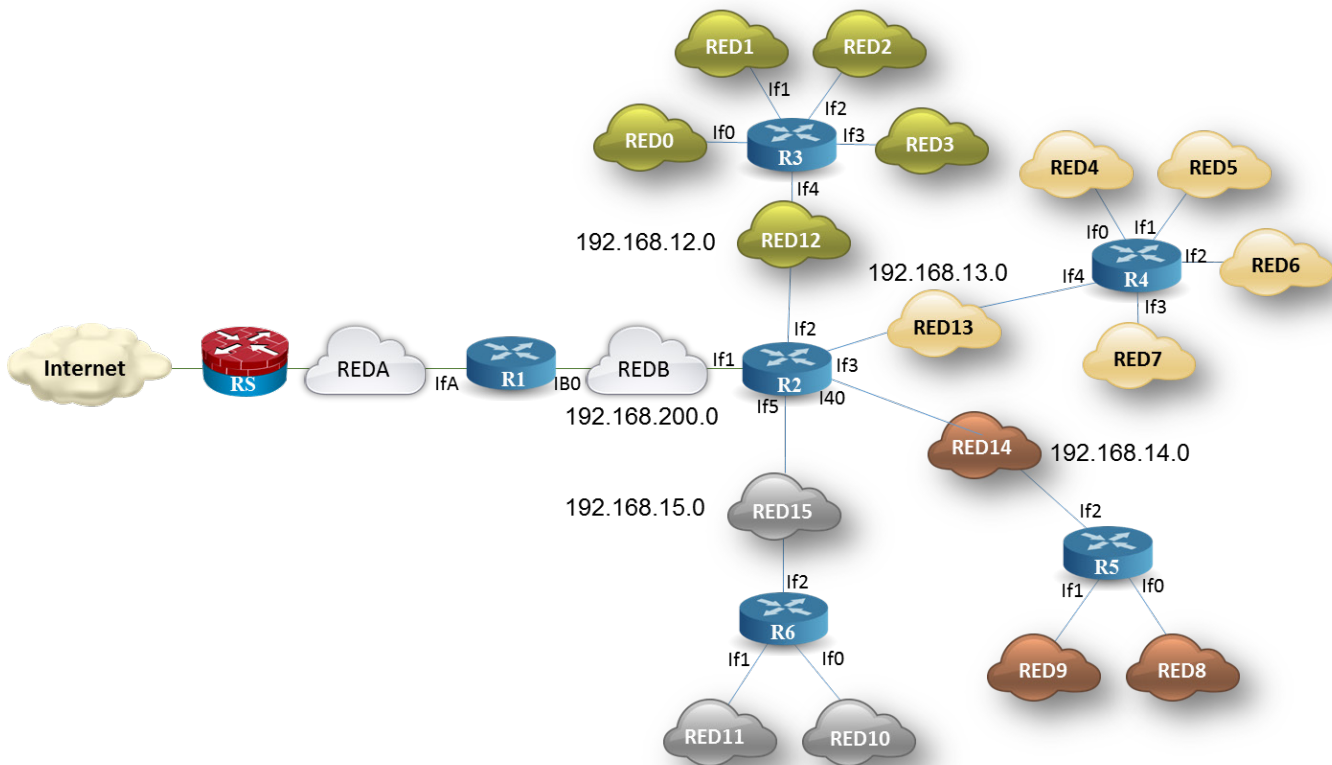 RED1
RED2
If1
If2
RED0
If0
If3
RED3
R3
If4
RED4
RED5
192.168.12.0
RED12
If0
If1
192.168.13.0
If2
RED6
If4
R4
If3
RED13
If2
RED7
Internet
RS
REDA
IfA
R1
IB0
REDB
If1
R2
If3
If5
I40
192.168.200.0
RED14
192.168.14.0
192.168.15.0
RED15
If2
R5
If2
If1
If0
R6
If1
If0
RED9
RED8
RED11
RED10